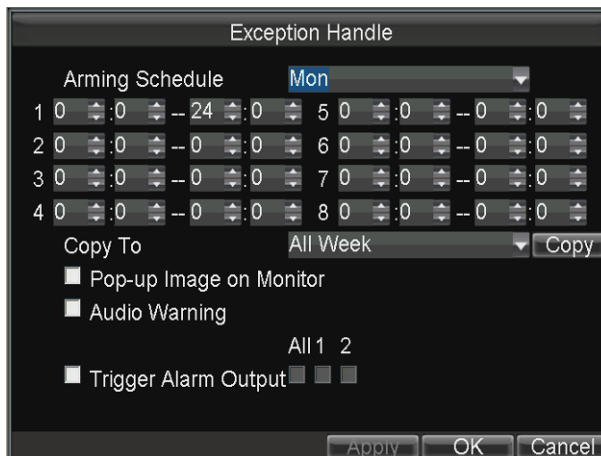 Exception Handle
Arming Schedule Mon
1 0 :0 -- 24 :0 5 0 :0 -- 0 :0
2 0 :0 -- 0 :0 6 0 :0 -- 0 :0
3 0 :0 -- 0 :0 7 0 :0 -- 0 :0
4 0 :0 -- 0 :0 8 0 :0 -- 0 :0
Copy To All Week Copy
Pop-up Image on Monitor
Audio Warning
All 1 2
Trigger Alarm Output
Apply OK Cancel